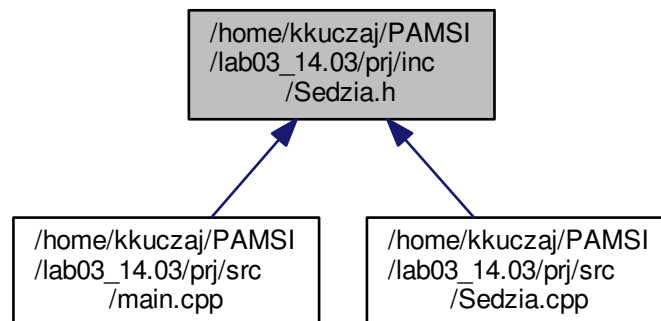 /home/kkuczaj/PAMSI
/lab03_14.03/prj/inc
/Sedzia.h
/home/kkuczaj/PAMSI
/lab03_14.03/prj/src
/main.cpp
/home/kkuczaj/PAMSI
/lab03_14.03/prj/src
/Sedzia.cpp